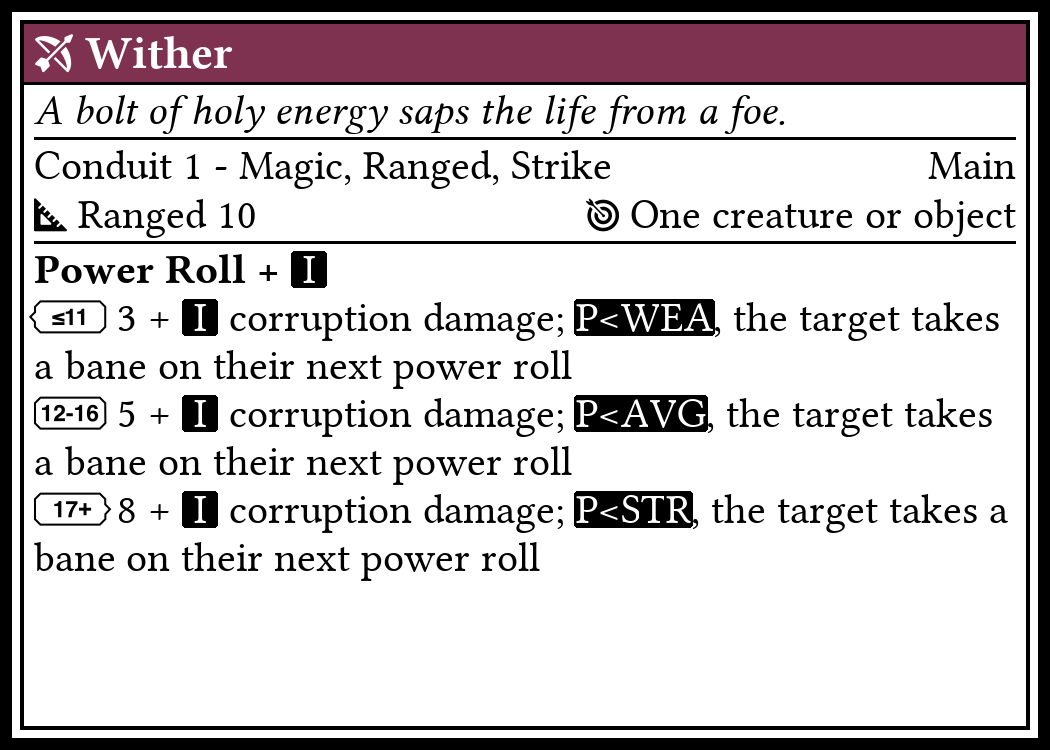 Wither
A bolt of holy energy saps the life from a foe.
Conduit 1 - Magic, Ranged, Strike Main
Ranged 10 One creature or object
Power Roll + I
≤11 3 + I corruption damage; P<WEA, the target takes
a bane on their next power roll
12-16 5 + I corruption damage; P<AVG, the target takes
a bane on their next power roll
17+ 8 + I corruption damage; P<STR, the target takes a
bane on their next power roll